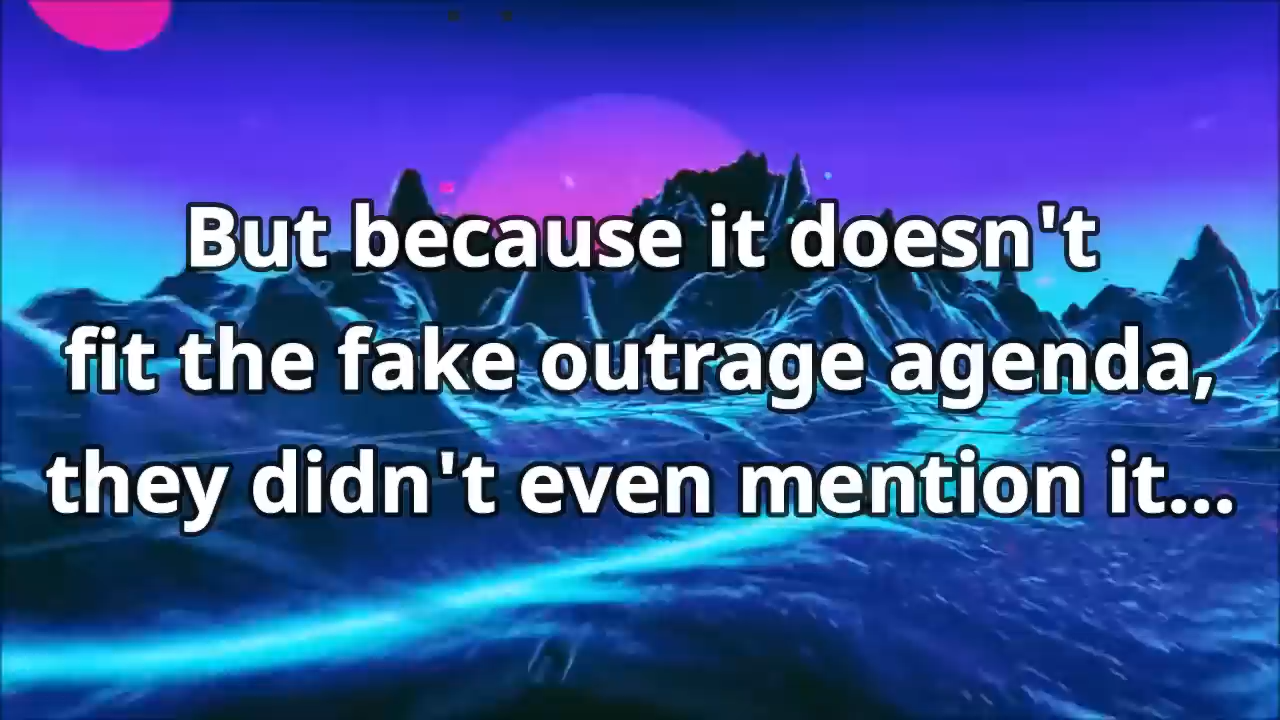 But because it doesn't
fit the fake outrage agenda,
they didn't even mention it...